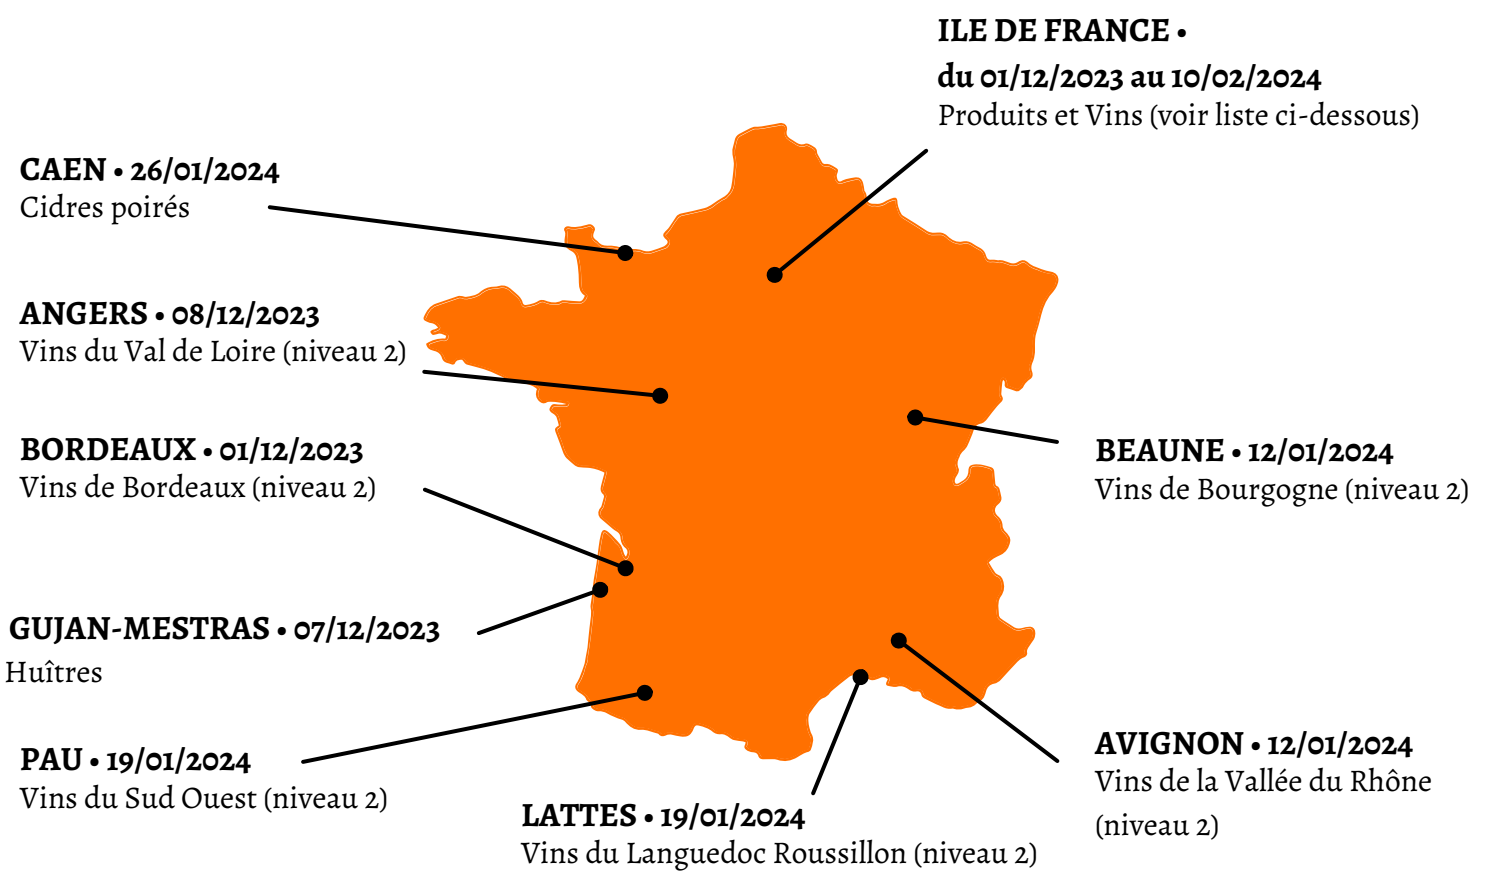 ILE DE FRANCE •
du 01/12/2023 au 10/02/2024
Produits et Vins (voir liste ci-dessous)
CAEN • 26/01/2024
Cidres poirés
ANGERS • 08/12/2023
Vins du Val de Loire (niveau 2)
BORDEAUX • 01/12/2023
Vins de Bordeaux (niveau 2)
BEAUNE • 12/01/2024
Vins de Bourgogne (niveau 2)
GUJAN-MESTRAS • 07/12/2023
Huîtres
PAU • 19/01/2024
Vins du Sud Ouest (niveau 2)
LATTES • 19/01/2024
Vins du Languedoc Roussillon (niveau 2)
AVIGNON • 12/01/2024
Vins de la Vallée du Rhône
(niveau 2)